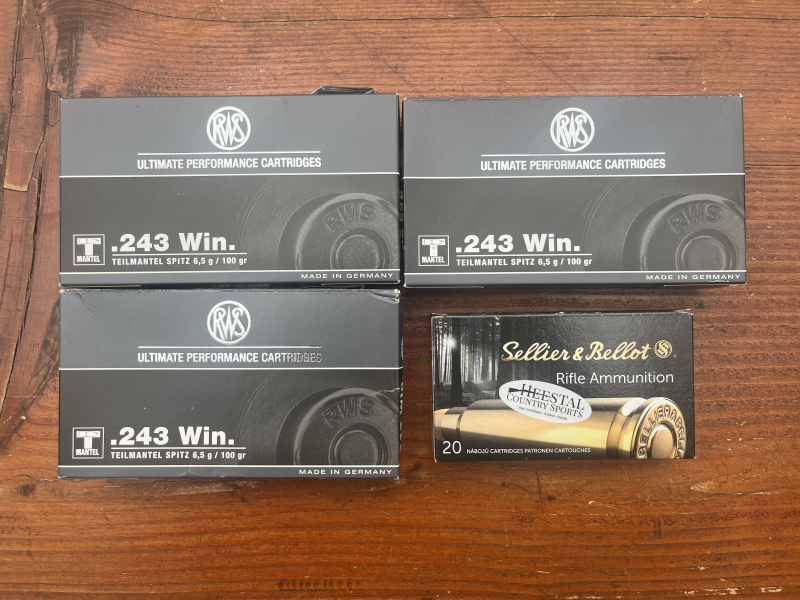 RWS
ULTIMATE PERFORMANCE CARTRIDGES
RWS
T
MANTEL
.243 Win.
TEILMANTEL SPITZ 6,5 g / 100 gr
MADE IN GERMANY
RWS
ULTIMATE PERFORMANCE CARTRIDGES
RWS
T
MANTEL
.243 Win.
TEILMANTEL SPITZ 6,5 g / 100 gr
MADE IN GERMANY
RWS
ULTIMATE PERFORMANCE CARTRIDGES
RWS
T
MANTEL
.243 Win.
TEILMANTEL SPITZ 6,5 g / 100 gr
MADE IN GERMANY
Sellier & Bellot
Rifle Ammunition
HEESTAL
COUNTRY SPORTS
20 NÁBOJŮ CARTRIDGES PATRONEN CARTOUCHES